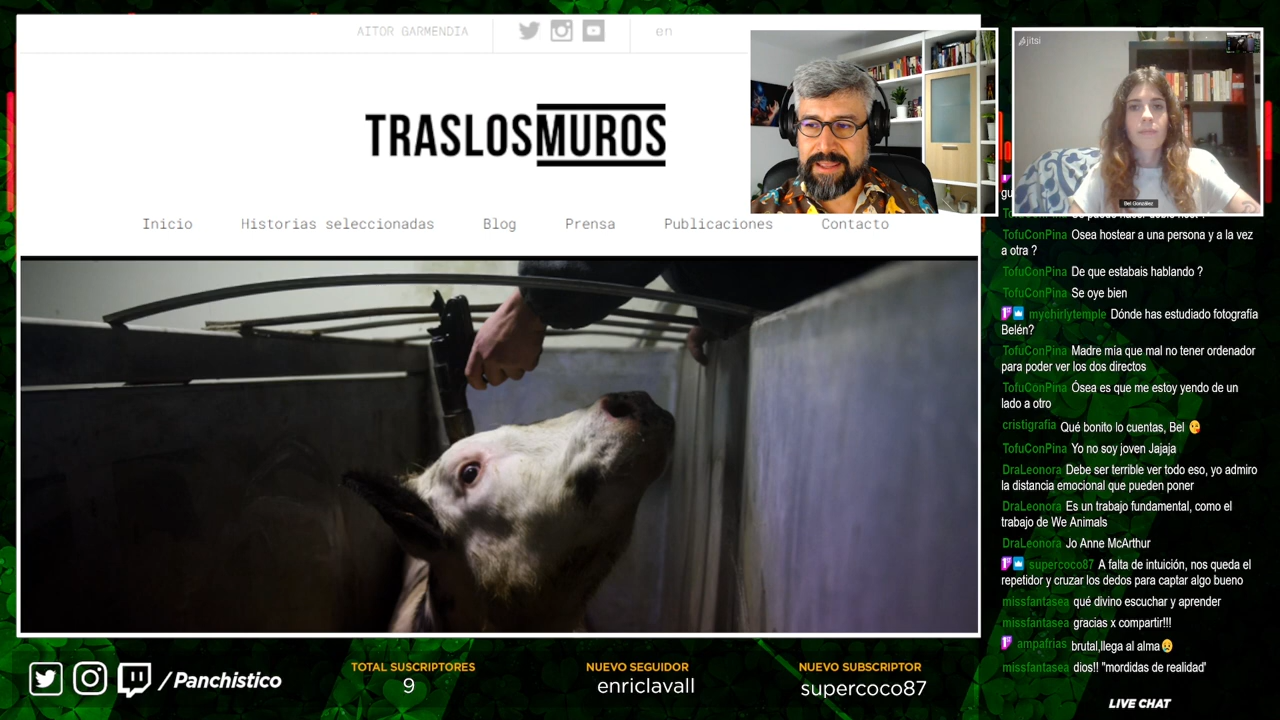 AITOR GARMENDIA
en
TRASLOSMUROS
Inicio
Historias seleccionadas
Blog
Prensa
Publicaciones
Contacto
jitsi
Bel González
TofuConPina Osea hostear a una persona y a la vez
a otra ?
TofuConPina De que estabais hablando ?
TofuConPina Se oye bien
mychirlytemple Dónde has estudiado fotografía
Belén?
TofuConPina Madre mia que mal no tener ordenador
para poder ver los dos directos
TofuConPina Ósea es que me estoy yendo de un
lado a otro
cristigrafia Qué bonito lo cuentas, Bel 😘
TofuConPina Yo no soy joven Jajaja
DraLeonora Debe ser terrible ver todo eso, yo admiro
la distancia emocional que pueden poner
DraLeonora Es un trabajo fundamental, como el
trabajo de We Animals
DraLeonora Jo Anne McArthur
supercoco87 A falta de intuición, nos queda el
repetidor y cruzar los dedos para captar algo bueno
missfantasea qué divino escuchar y aprender
missfantasea gracias x compartir!!!
ampafrias brutal,llega al alma😢
missfantasea dios!! "mordidas de realidad"
LIVE CHAT
/Panchistico
TOTAL SUSCRIPTORES
9
NUEVO SEGUIDOR
enriclavall
NUEVO SUBSCRIPTOR
supercoco87